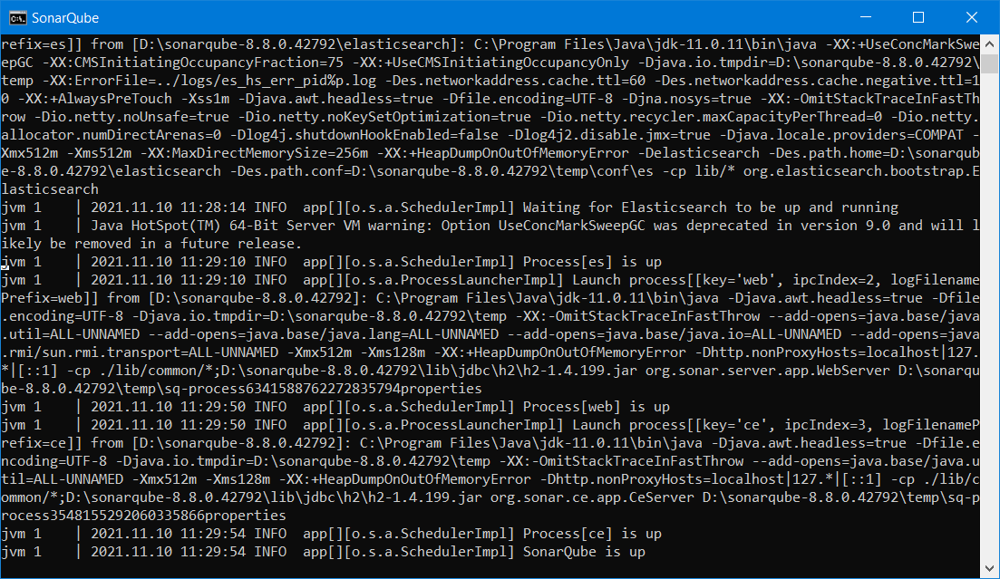 SonarQube
refix=es]] from [D:\sonarqube-8.8.0.42792\elasticsearch]: C:\Program Files\Java\jdk-11.0.11\bin\java -XX:+UseConcMarkSwe
epGC -XX:CMSInitiatingOccupancyFraction=75 -XX:+UseCMSInitiatingOccupancyOnly -Djava.io.tmpdir=D:\sonarqube-8.8.0.42792\
temp -XX:ErrorFile=../logs/es_hs_err_pid%p.log -Des.networkaddress.cache.ttl=60 -Des.networkaddress.cache.negative.ttl=1
0 -XX:+AlwaysPreTouch -Xss1m -Djava.awt.headless=true -Dfile.encoding=UTF-8 -Djna.nosys=true -XX:-OmitStackTraceInFastTh
row -Dio.netty.noUnsafe=true -Dio.netty.noKeySetOptimization=true -Dio.netty.recycler.maxCapacityPerThread=0 -Dio.netty.
allocator.numDirectArenas=0 -Dlog4j.shutdownHookEnabled=false -Dlog4j2.disable.jmx=true -Djava.locale.providers=COMPAT -
Xmx512m -Xms512m -XX:MaxDirectMemorySize=256m -XX:+HeapDumpOnOutOfMemoryError -Delasticsearch -Des.path.home=D:\sonarqub
e-8.8.0.42792\elasticsearch -Des.path.conf=D:\sonarqube-8.8.0.42792\temp\conf\es -cp lib/* org.elasticsearch.bootstrap.E
lasticsearch
jvm 1    | 2021.11.10 11:28:14 INFO  app[][o.s.a.SchedulerImpl] Waiting for Elasticsearch to be up and running
jvm 1    | Java HotSpot(TM) 64-Bit Server VM warning: Option UseConcMarkSweepGC was deprecated in version 9.0 and will l
ikely be removed in a future release.
jvm 1    | 2021.11.10 11:29:10 INFO  app[][o.s.a.SchedulerImpl] Process[es] is up
jvm 1    | 2021.11.10 11:29:10 INFO  app[][o.s.a.ProcessLauncherImpl] Launch process[[key='web', ipcIndex=2, logFilename
Prefix=web]] from [D:\sonarqube-8.8.0.42792]: C:\Program Files\Java\jdk-11.0.11\bin\java -Djava.awt.headless=true -Dfile
.encoding=UTF-8 -Djava.io.tmpdir=D:\sonarqube-8.8.0.42792\temp -XX:-OmitStackTraceInFastThrow --add-opens=java.base/java
.util=ALL-UNNAMED --add-opens=java.base/java.lang=ALL-UNNAMED --add-opens=java.base/java.io=ALL-UNNAMED --add-opens=java
.rmi/sun.rmi.transport=ALL-UNNAMED -Xmx512m -Xms128m -XX:+HeapDumpOnOutOfMemoryError -Dhttp.nonProxyHosts=localhost|127.
*|[::1] -cp ./lib/common/*;D:\sonarqube-8.8.0.42792\lib\jdbc\h2\h2-1.4.199.jar org.sonar.server.app.WebServer D:\sonarqu
be-8.8.0.42792\temp\sq-process6341588762272835794properties
jvm 1    | 2021.11.10 11:29:50 INFO  app[][o.s.a.SchedulerImpl] Process[web] is up
jvm 1    | 2021.11.10 11:29:50 INFO  app[][o.s.a.ProcessLauncherImpl] Launch process[[key='ce', ipcIndex=3, logFilenameP
refix=ce]] from [D:\sonarqube-8.8.0.42792]: C:\Program Files\Java\jdk-11.0.11\bin\java -Djava.awt.headless=true -Dfile.e
ncoding=UTF-8 -Djava.io.tmpdir=D:\sonarqube-8.8.0.42792\temp -XX:-OmitStackTraceInFastThrow --add-opens=java.base/java.u
til=ALL-UNNAMED -Xmx512m -Xms128m -XX:+HeapDumpOnOutOfMemoryError -Dhttp.nonProxyHosts=localhost|127.*|[::1] -cp ./lib/c
ommon/*;D:\sonarqube-8.8.0.42792\lib\jdbc\h2\h2-1.4.199.jar org.sonar.ce.app.CeServer D:\sonarqube-8.8.0.42792\temp\sq-p
rocess3548155292060335866properties
jvm 1    | 2021.11.10 11:29:54 INFO  app[][o.s.a.SchedulerImpl] Process[ce] is up
jvm 1    | 2021.11.10 11:29:54 INFO  app[][o.s.a.SchedulerImpl] SonarQube is up